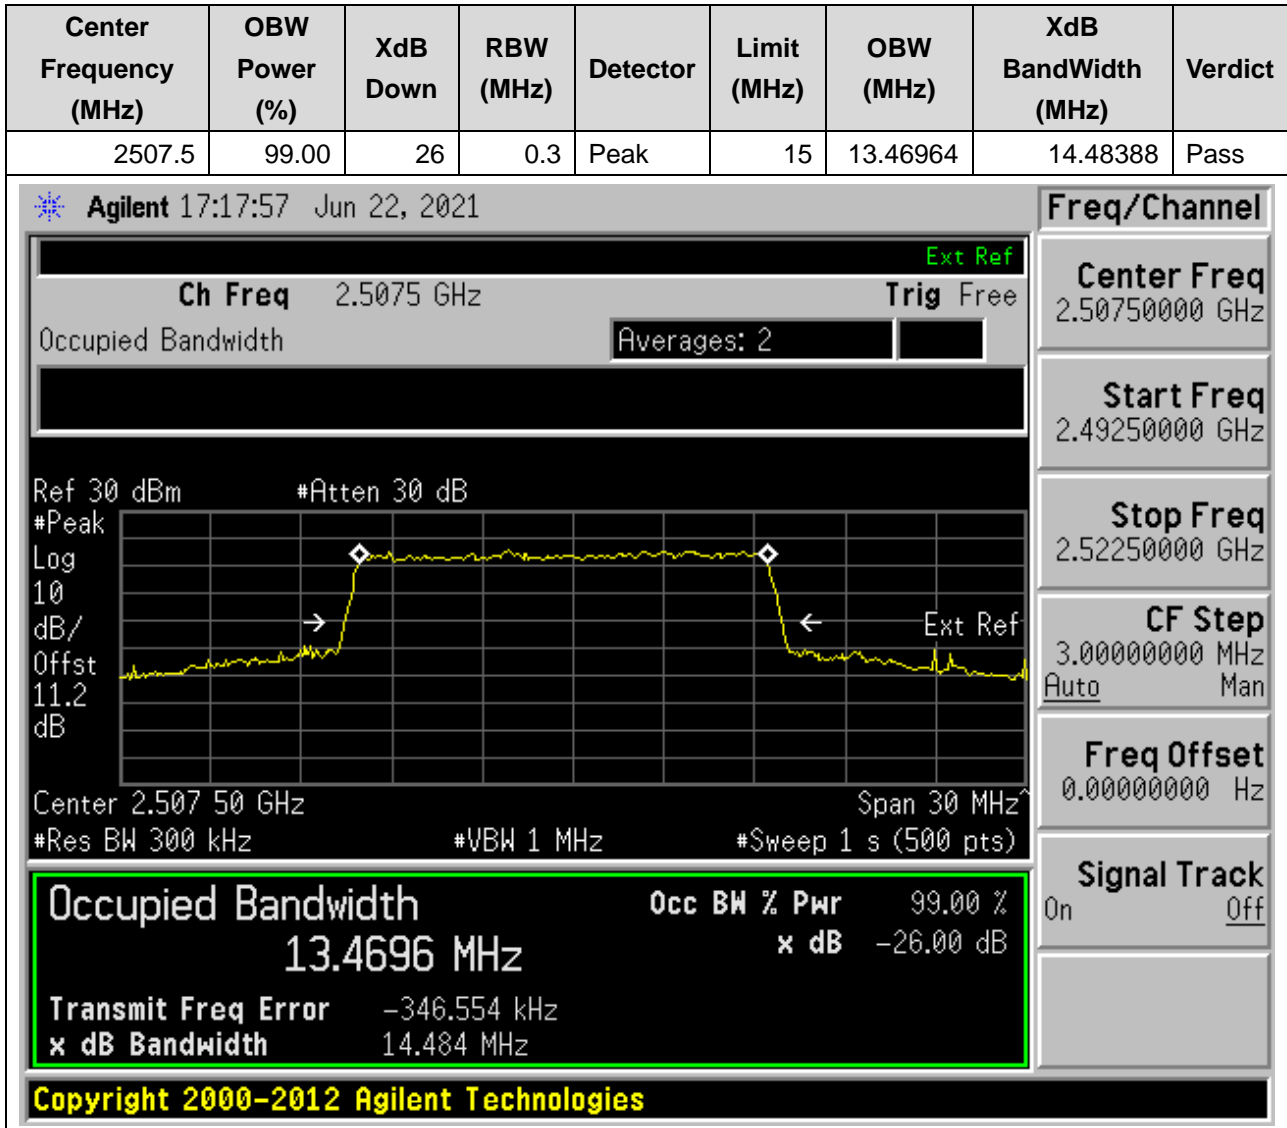 Center Frequency (MHz) OBW Power (%) XdB Down RBW (MHz) Detector Limit (MHz) OBW (MHz) XdB BandWidth (MHz) Verdict
2507.5 99.00 26 0.3 Peak 15 13.46964 14.48388 Pass
Agilent 17:17:57 Jun 22, 2021
Freq/Channel
Ext Ref
Ch Freq 2.5075 GHz Trig Free
Occupied Bandwidth Averages: 2
Center Freq
2.50750000 GHz
Start Freq
2.49250000 GHz
Stop Freq
2.52250000 GHz
CF Step
3.00000000 MHz
Auto Man
Freq Offset
0.00000000 Hz
Signal Track
On Off
Ref 30 dBm #Atten 30 dB
#Peak
Log
10
dB/
Offst
11.2
dB
Ext Ref
Center 2.507 50 GHz Span 30 MHz^
#Res BW 300 kHz #VBW 1 MHz #Sweep 1 s (500 pts)
Occupied Bandwidth
13.4696 MHz
Occ BW % Pwr 99.00 %
x dB -26.00 dB
Transmit Freq Error -346.554 kHz
x dB Bandwidth 14.484 MHz
Copyright 2000-2012 Agilent Technologies